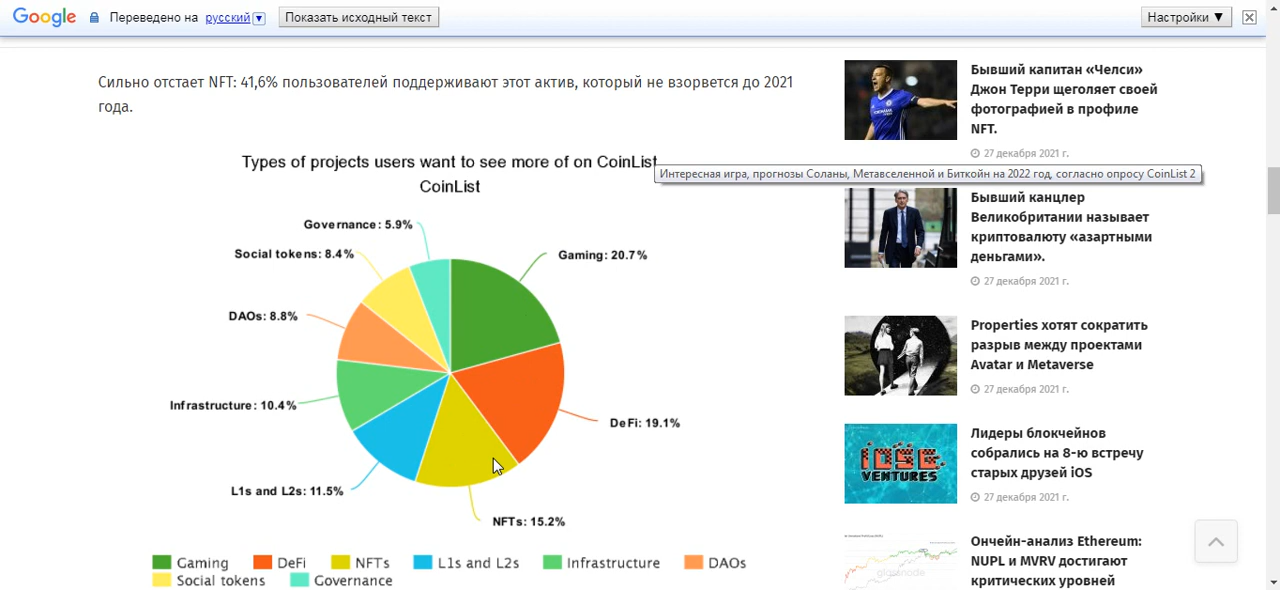 Google Переведено на русский ▼ Показать исходный текст Настройки ▼
Сильно отстает NFT: 41,6% пользователей поддерживают этот актив, который не взорвется до 2021
года.
Types of projects users want to see more of on CoinList
CoinList
Governance: 5.9%
Social tokens: 8.4%
Gaming: 20.7%
DAOs: 8.8%
Infrastructure: 10.4%
DeFi: 19.1%
L1s and L2s: 11.5%
NFTs: 15.2%
Gaming DeFi NFTs L1s and L2s Infrastructure DAOs
Social tokens Governance
Интересная игра, прогнозы Соланы, Метавселенной и Биткойн на 2022 год, согласно опросу CoinList 2
Бывший капитан «Челси»
Джон Терри щеголяет своей
фотографией в профиле
NFT.
27 декабря 2021 г.
Бывший канцлер
Великобритании называет
криптовалюту «азартными
деньгами».
27 декабря 2021 г.
Properties хотят сократить
разрыв между проектами
Avatar и Metaverse
27 декабря 2021 г.
IOSG
VENTURES
Лидеры блокчейнов
собрались на 8-ю встречу
старых друзей iOS
27 декабря 2021 г.
glassnode
Ончейн-анализ Ethereum:
NUPL и MVRV достигают
критических уровней